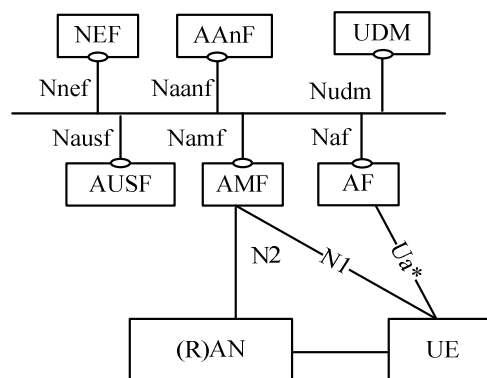 NEF
AAnF
UDM
Nnef
Naanf
Nudm
Nausf
Namf
Naf
AUSF
AMF
AF
N2
N1
Ua*
(R)AN
UE